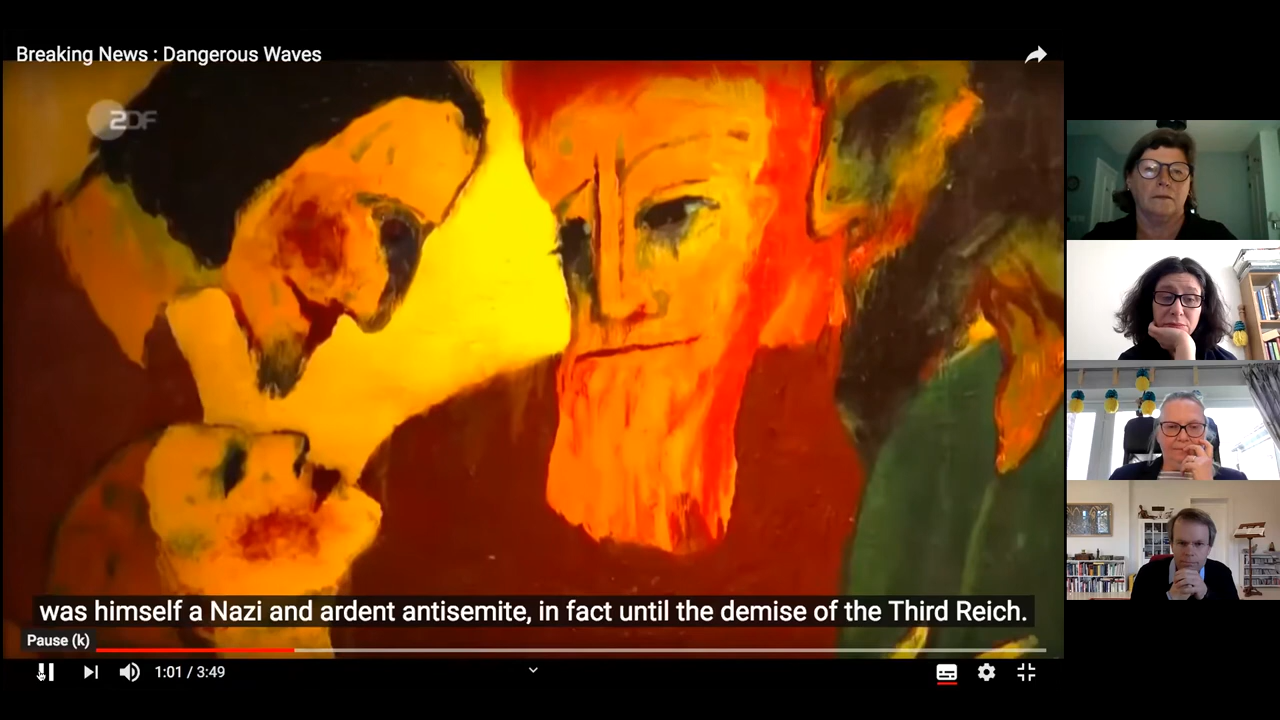 Breaking News : Dangerous Waves
ZDF
was himself a Nazi and ardent antisemite, in fact until the demise of the Third Reich.
Pause (k)
1:01 / 3:49